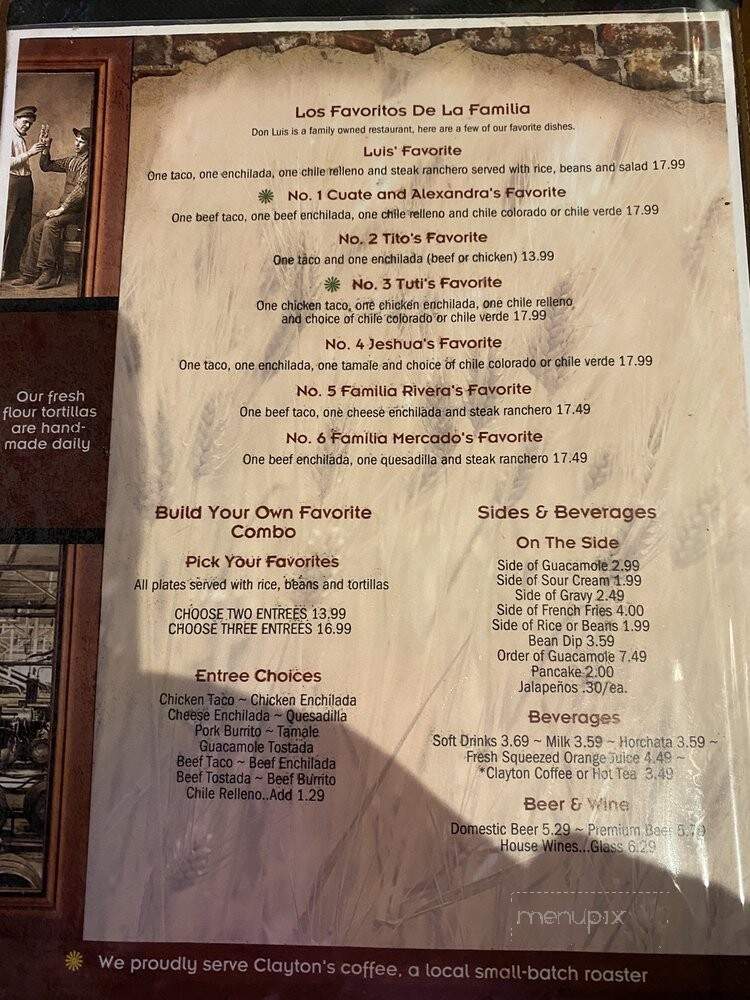 Los Favoritos De La Familia
Don Luis is a family owned restaurant, here are a few of our favorite dishes.
Luis' Favorite
One taco, one enchilada, one chile relleno and steak ranchero served with rice, beans and salad 17.99
No. 1 Cuate and Alexandra's Favorite
One beef taco, one beef enchilada, one chile relleno and chile colorado or chile verde 17.99
No. 2 Tito's Favorite
One taco and one enchilada (beef or chicken) 13.99
No. 3 Tuti's Favorite
One chicken taco, one chicken enchilada, one chile relleno
and choice of chile colorado or chile verde 17.99
No. 4 Jeshua's Favorite
One taco, one enchilada, one tamale and choice of chile colorado or chile verde 17.99
No. 5 Familia Rivera's Favorite
One beef taco, one cheese enchilada and steak ranchero 17.49
No. 6 Familia Mercado's Favorite
One beef enchilada, one quesadilla and steak ranchero 17.49
Our fresh
flour tortillas
are hand-
made daily
Build Your Own Favorite
Combo
Pick Your Favorites
All plates served with rice, beans and tortillas
CHOOSE TWO ENTREES 13.99
CHOOSE THREE ENTREES 16.99
Entree Choices
Chicken Taco ~ Chicken Enchilada
Cheese Enchilada ~ Quesadilla
Pork Burrito ~ Tamale
Guacamole Tostada
Beef Taco ~ Beef Enchilada
Beef Tostada ~ Beef Burrito
Chile Relleno..Add 1.29
Sides & Beverages
On The Side
Side of Guacamole 2.99
Side of Sour Cream 1.99
Side of Gravy 2.49
Side of French Fries 4.00
Side of Rice or Beans 1.99
Bean Dip 3.59
Order of Guacamole 7.49
Pancake 2.00
Jalapeños .30/ea.
Beverages
Soft Drinks 3.69 ~ Milk 3.59 ~ Horchata 3.59 ~
Fresh Squeezed Orange Juice 4.49 ~
*Clayton Coffee or Hot Tea 3.49
Beer & Wine
Domestic Beer 5.29 ~ Premium Beer 5.79
House Wines...Glass 6.29
menupix
We proudly serve Clayton's coffee, a local small-batch roaster